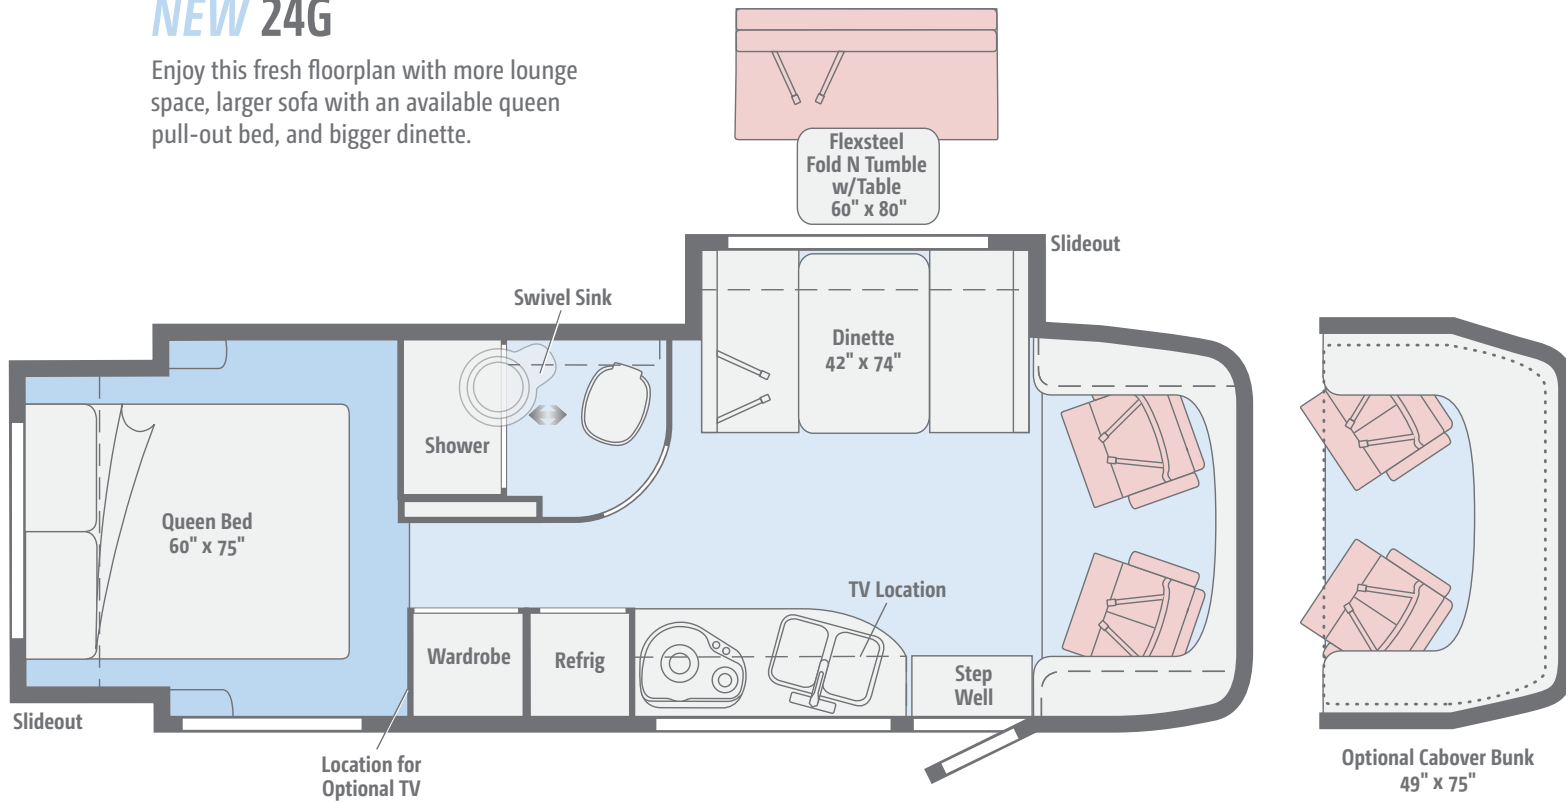 NEW 24G
Enjoy this fresh floorplan with more lounge
space, larger sofa with an available queen
pull-out bed, and bigger dinette.
Flexsteel
Fold N Tumble
w/Table
60" x 80"
Slideout
Swivel Sink
Dinette
42" x 74"
Shower
Queen Bed
60" x 75"
TV Location
Wardrobe
Refrig
Step
Well
Slideout
Location for
Optional TV
Optional Cabover Bunk
49" x 75"